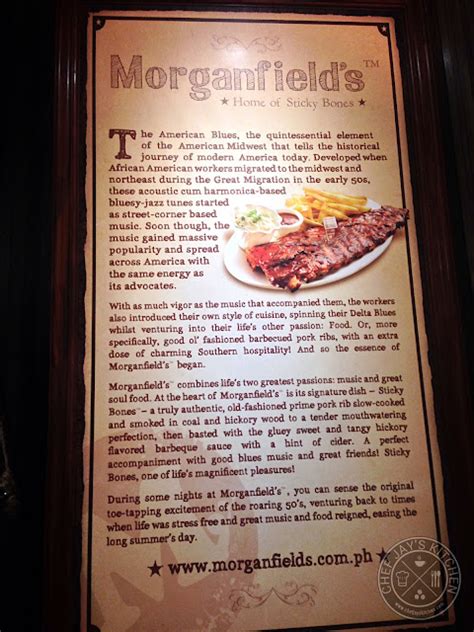 Morganfield's™
★ Home of Sticky Bones ★
The American Blues, the quintessential element
of the American Midwest that tells the historical
journey of modern America today. Developed when
African American workers migrated to the midwest and
northeast during the Great Migration in the early 50s,
these acoustic cum harmonica-based
bluesy-jazz tunes started
as street-corner based
music. Soon though, the
music gained massive
popularity and spread
across America with
the same energy as
its advocates.
With as much vigor as the music that accompanied them, the workers
also introduced their own style of cuisine, spinning their Delta Blues
whilst venturing into their life's other passion: Food. Or, more
specifically, good ol' fashioned barbecued pork ribs, with an extra
dose of charming Southern hospitality! And so the essence of
Morganfield's™ began.
Morganfield's™ combines life's two greatest passions: music and great
soul food. At the heart of Morganfield's™ is its signature dish – Sticky
Bones™ – a truly authentic, old-fashioned prime pork rib slow-cooked
and smoked in coal and hickory wood to a tender mouthwatering
perfection, then basted with the gluey sweet and tangy hickory
flavored barbeque sauce with a hint of cider. A perfect
accompaniment with good blues music and great friends! Sticky
Bones, one of life's magnificent pleasures!
During some nights at Morganfield's™, you can sense the original
toe-tapping excitement of the roaring 50's, venturing back to times
when life was stress free and great music and food reigned, easing the
long summer's day.
★ www.morganfields.com.ph ★
CHEF JAY'S KITCHEN